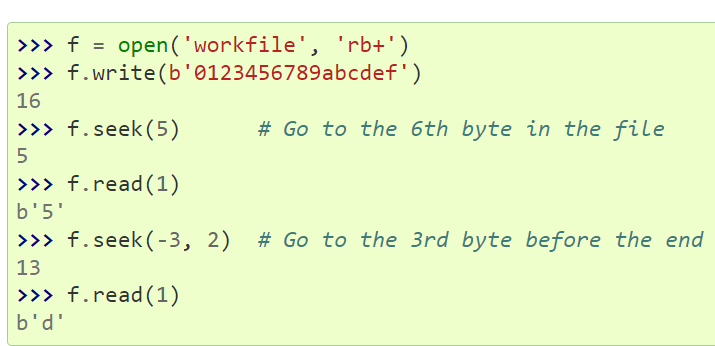 >>> f = open('workfile', 'rb+')
>>> f.write(b'0123456789abcdef')
16
>>> f.seek(5)      # Go to the 6th byte in the file
5
>>> f.read(1)
b'5'
>>> f.seek(-3, 2)  # Go to the 3rd byte before the end
13
>>> f.read(1)
b'd'